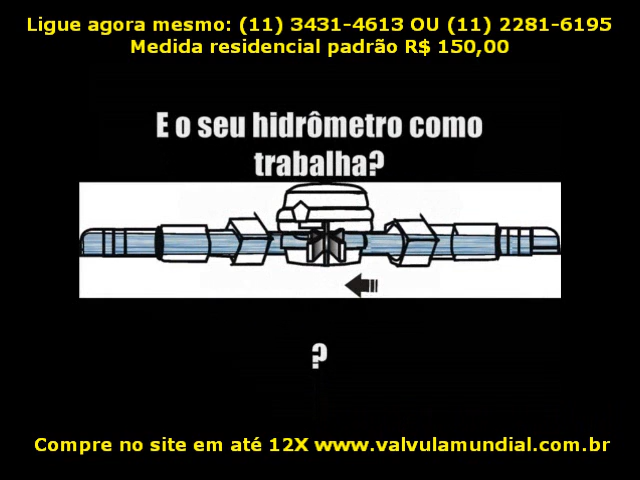 Ligue agora mesmo: (11) 3431-4613 OU (11) 2281-6195
Medida residencial padrão R$ 150,00
E o seu hidrômetro como
trabalha?
?
Compre no site em até 12X www.valvulamundial.com.br